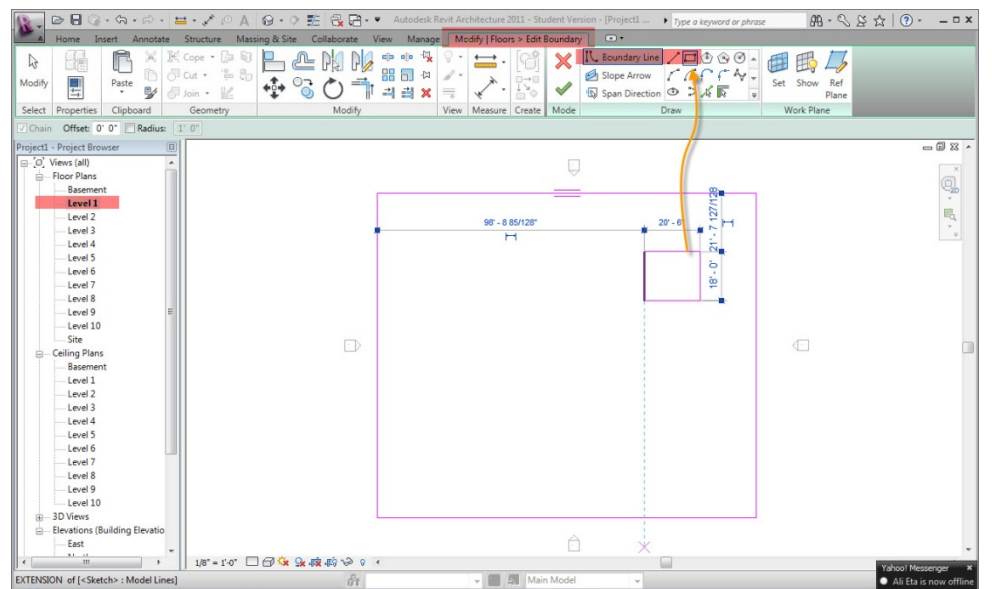 Autodesk Revit Architecture 2011 - Student Version - [Project1 ... Type a keyword or phrase
Home Insert Annotate Structure Massing & Site Collaborate View Manage Modify | Floors > Edit Boundary
Cope Boundary Line
Modify Paste Cut Slope Arrow Set Show Ref Plane
Join Span Direction
Select Properties Clipboard Geometry Modify View Measure Create Mode Draw Work Plane
Chain Offset: 0' 0" Radius: 1' 0"
Project1 - Project Browser
Views (all)
Floor Plans
Basement
Level 1
Level 2
Level 3
Level 4
Level 5
Level 6
Level 7
Level 8
Level 9
Level 10
Site
Ceiling Plans
Basement
Level 1
Level 2
Level 3
Level 4
Level 5
Level 6
Level 7
Level 8
Level 9
Level 10
3D Views
Elevations (Building Elevatio
East
98' - 8 85/128"
20' - 6"
21' - 7 127/128
18' - 0'
2D
1/8" = 1'-0"
EXTENSION of [<Sketch> : Model Lines]
Main Model
Yahoo! Messenger
Ali Eta is now offline